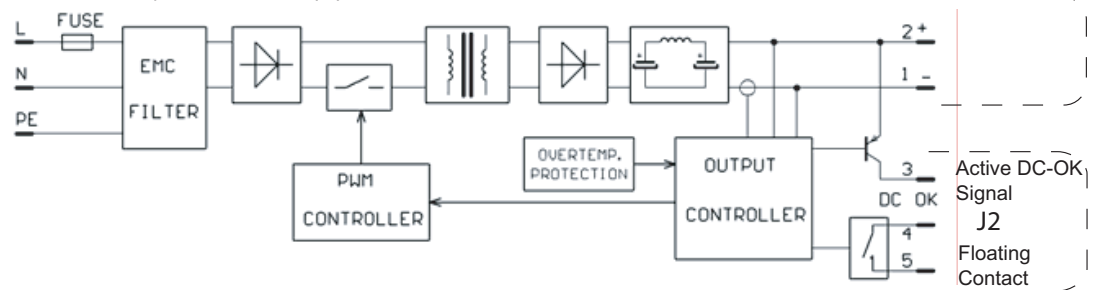 FUSE
L
N
PE
EMC
FILTER
PWM
CONTROLLER
OVERTEMP.
PROTECTION
OUTPUT
CONTROLLER
2 +
1 -
3
DC OK
4
5
Active DC-OK
Signal
J2
Floating
Contact